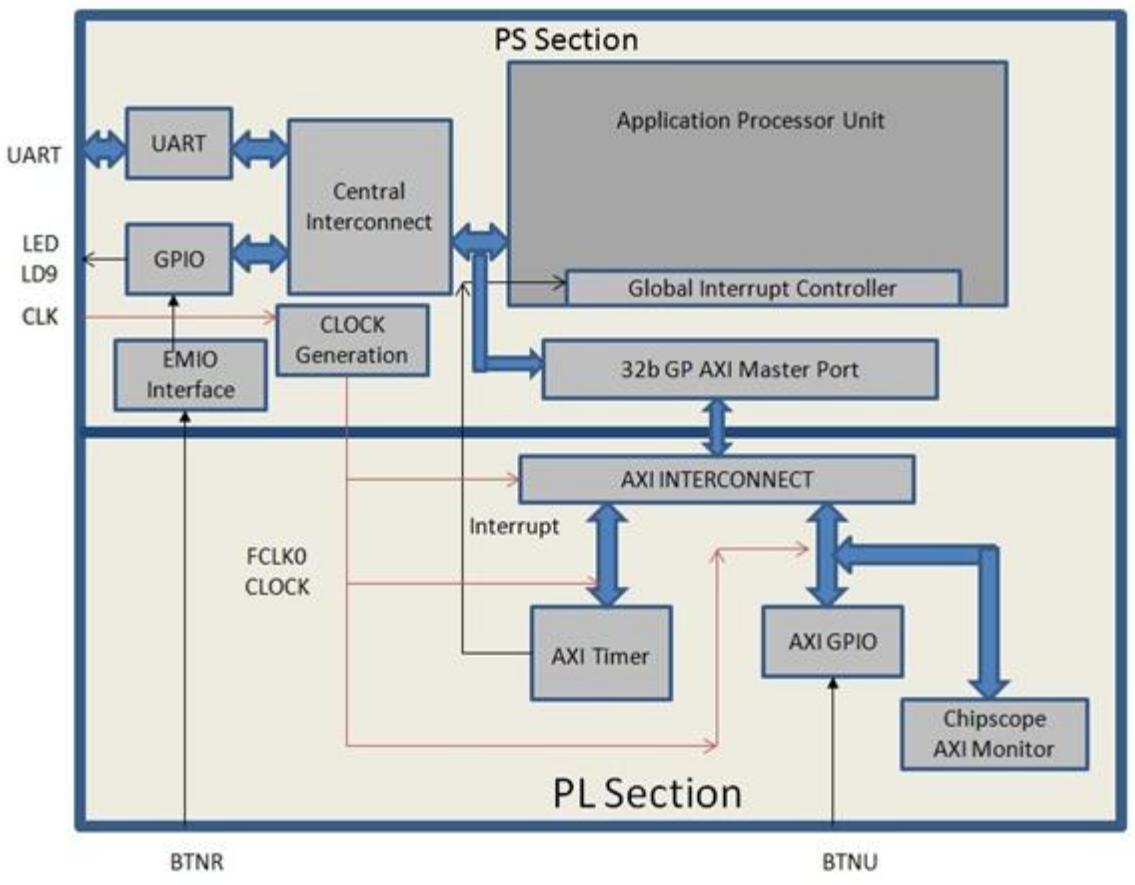 PS Section
Application Processor Unit
UART
UART
Central
Interconnect
LED
LD9
GPIO
Global Interrupt Controller
CLK
CLOCK
Generation
EMIO
Interface
32b GP AXI Master Port
AXI INTERCONNECT
Interrupt
FCLK0
CLOCK
AXI Timer
AXI GPIO
Chipscope
AXI Monitor
PL Section
BTNR
BTNU